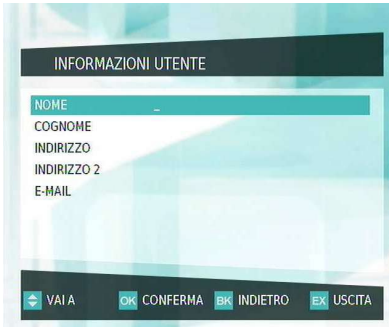 INFORMAZIONI UTENTE
NOME _
COGNOME
INDIRIZZO
INDIRIZZO 2
E-MAIL
VAI A OK CONFERMA BK INDIETRO EX USCITA